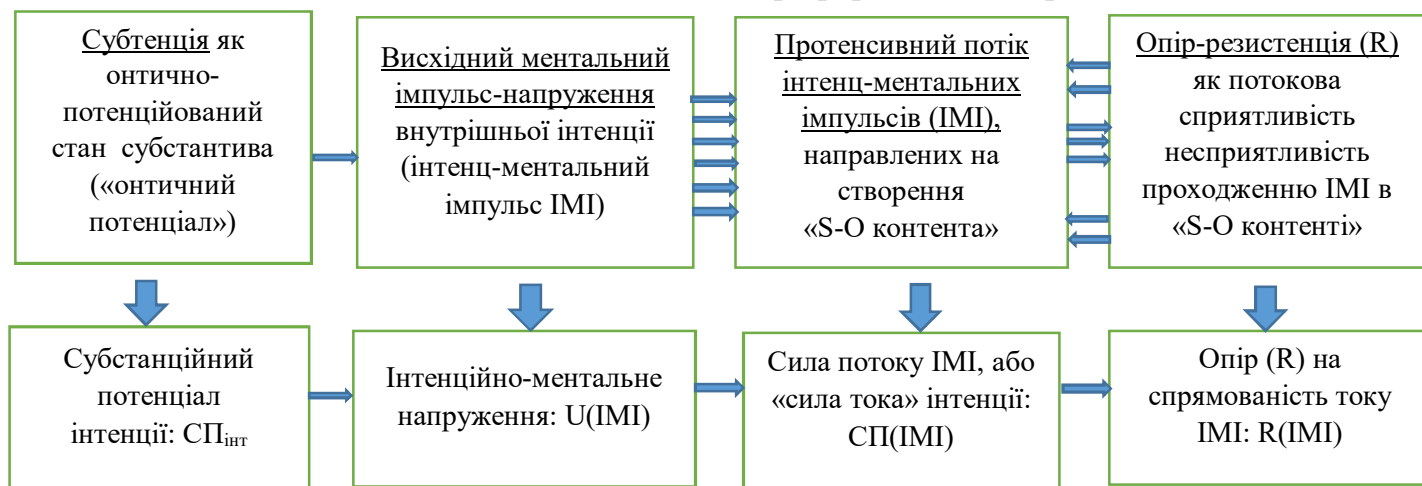 Субтенція як
онтично-
потенційований
стан субстантива
(«онтичний
потенціал»)
Висхідний ментальний
імпульс-напруження
внутрішньої інтенції
(інтенц-ментальний
імпульс ІМІ)
Протенсивний потік
інтенц-ментальних
імпульсів (ІМІ),
направлених на
створення
«S-O контента»
Опір-резистенція (R)
як потокова
сприятливість
несприятливість
проходженню ІМІ в
«S-O контенті»
Субстанційний
потенціал
інтенції: СПінт
Інтенційно-ментальне
напруження: U(ІМІ)
Сила потоку ІМІ, або
«сила тока» інтенції:
СП(ІМІ)
Опір (R) на
спрямованість току
ІМІ: R(ІМІ)